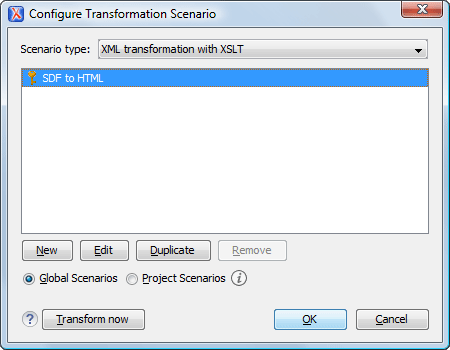 Configure Transformation Scenario
Scenario type: XML transformation with XSLT
SDF to HTML
New Edit Duplicate Remove
Global Scenarios Project Scenarios i
? Transform now OK Cancel